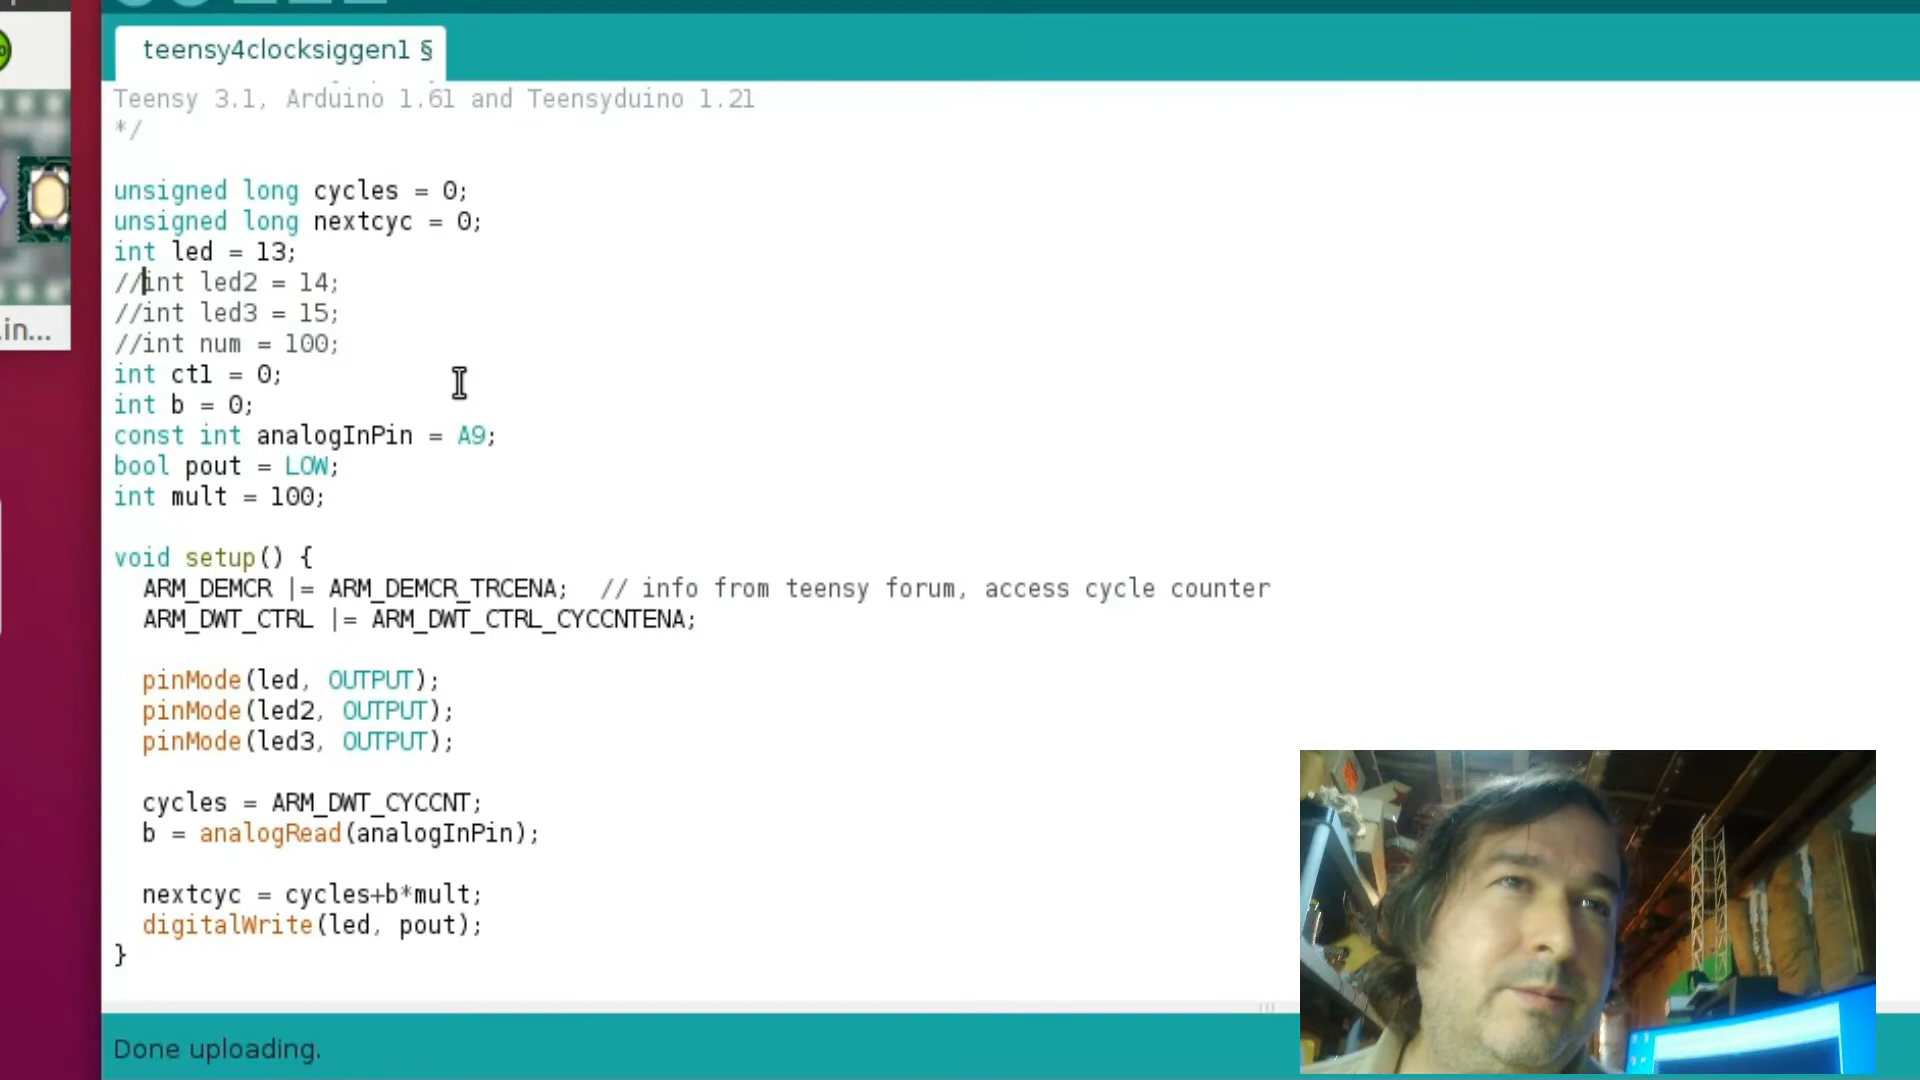 teensy4clocksiggen1 §
Teensy 3.1, Arduino 1.61 and Teensyduino 1.21
*/
unsigned long cycles = 0;
unsigned long nextcyc = 0;
int led = 13;
//int led2 = 14;
//int led3 = 15;
//int num = 100;
int ctl = 0;
int b = 0;
const int analogInPin = A9;
bool pout = LOW;
int mult = 100;
void setup() {
ARM_DEMCR |= ARM_DEMCR_TRCENA;  // info from teensy forum, access cycle counter
ARM_DWT_CTRL |= ARM_DWT_CTRL_CYCCNTENA;
pinMode(led, OUTPUT);
pinMode(led2, OUTPUT);
pinMode(led3, OUTPUT);
cycles = ARM_DWT_CYCCNT;
b = analogRead(analogInPin);
nextcyc = cycles+b*mult;
digitalWrite(led, pout);
}
.in...
Done uploading.